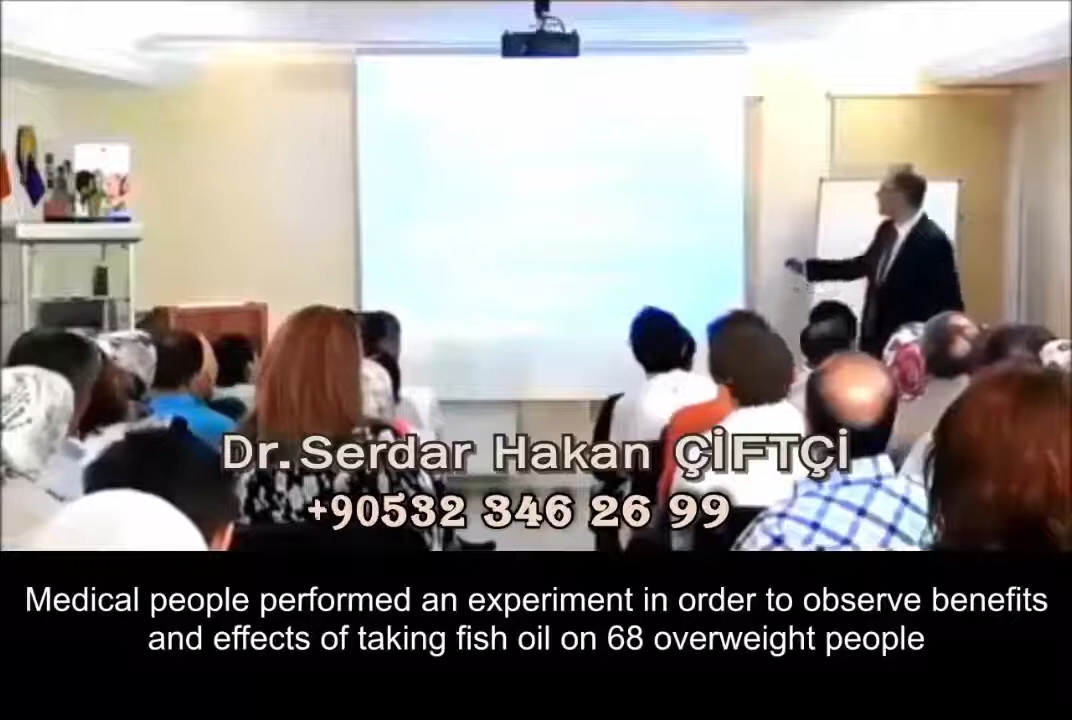 Dr. Serdar Hakan ÇİFTÇİ
+90532 346 26 99
Medical people performed an experiment in order to observe benefits
and effects of taking fish oil on 68 overweight people